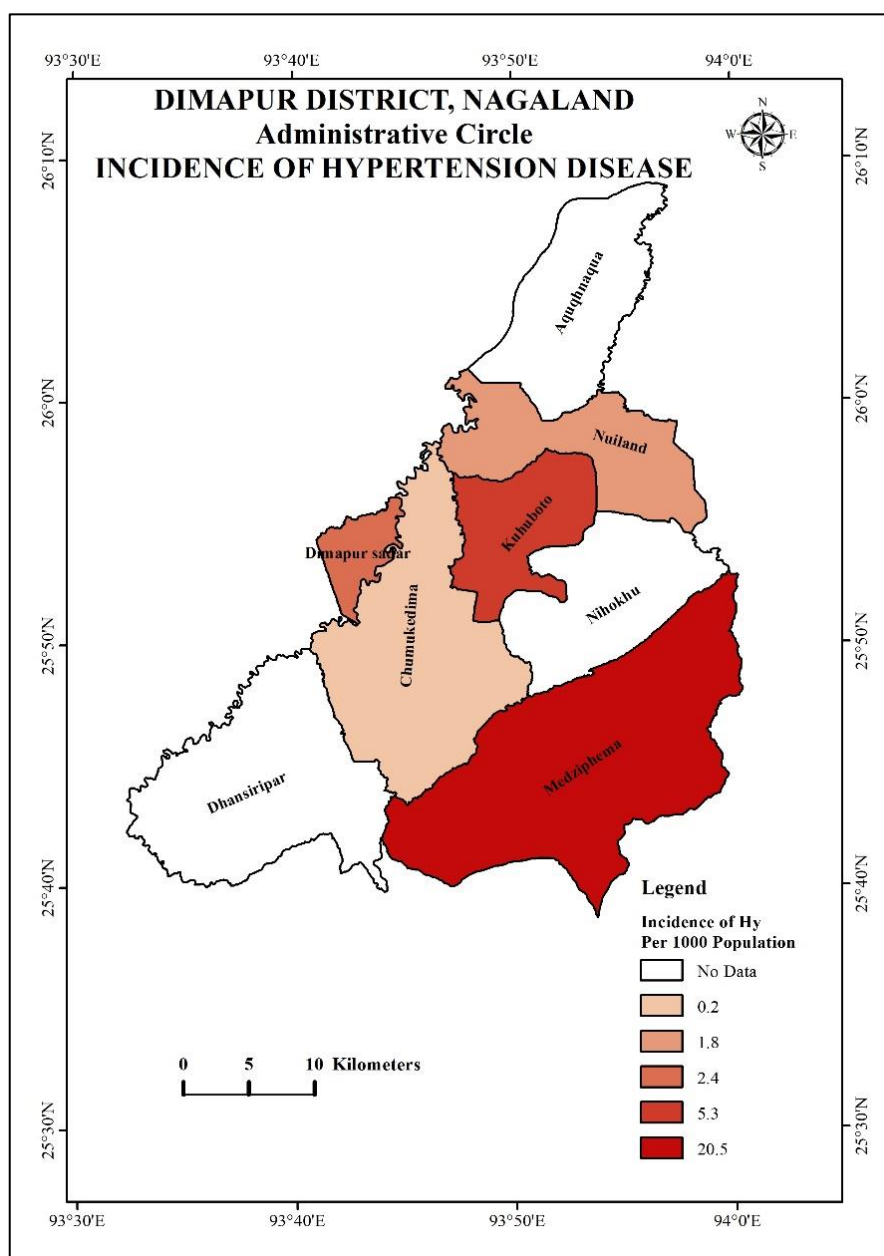 93°30'E 93°40'E 93°50'E 94°0'E
DIMAPUR DISTRICT, NAGALAND
Administrative Circle
INCIDENCE OF HYPERTENSION DISEASE
N
W E
S
26°10'N 26°10'N
Aquqhnaqua
26°0'N 26°0'N
Nuiland
Kuhuboto
Dimapur sadar
Nihokhu
Chumukedima
25°50'N 25°50'N
Medziphema
Dhansiripar
25°40'N 25°40'N
Legend
Incidence of Hy
Per 1000 Population
No Data
0.2
1.8
2.4
5.3
20.5
0 5 10 Kilometers
25°30'N 25°30'N
93°30'E 93°40'E 93°50'E 94°0'E